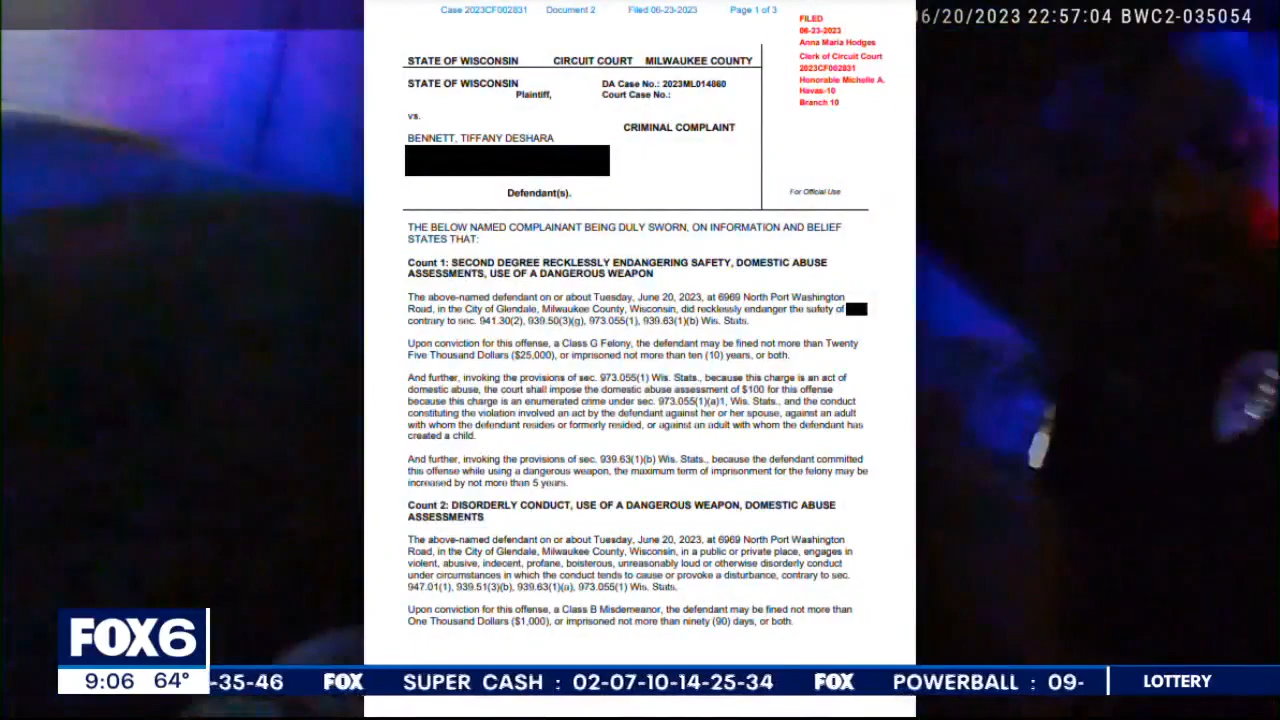 Case 2023CF002831 Document 2 Filed 06-23-2023 Page 1 of 3
06/20/2023 22:57:04 BWC2-035054
FILED
06-23-2023
Anna Maria Hodges
Clerk of Circuit Court
2023CF002831
Honorable Michelle A.
Havas-10
Branch 10
STATE OF WISCONSIN CIRCUIT COURT MILWAUKEE COUNTY
STATE OF WISCONSIN
Plaintiff,
DA Case No.: 2023ML014860
Court Case No.:
vs.
CRIMINAL COMPLAINT
BENNETT, TIFFANY DESHARA
Defendant(s).
For Official Use
THE BELOW NAMED COMPLAINANT BEING DULY SWORN, ON INFORMATION AND BELIEF
STATES THAT:
Count 1: SECOND DEGREE RECKLESSLY ENDANGERING SAFETY, DOMESTIC ABUSE
ASSESSMENTS, USE OF A DANGEROUS WEAPON
The above-named defendant on or about Tuesday, June 20, 2023, at 6969 North Port Washington
Road, in the City of Glendale, Milwaukee County, Wisconsin, did recklessly endanger the safety of
contrary to sec. 941.30(2), 939.50(3)(g), 973.055(1), 939.63(1)(b) Wis. Stats.
Upon conviction for this offense, a Class G Felony, the defendant may be fined not more than Twenty
Five Thousand Dollars ($25,000), or imprisoned not more than ten (10) years, or both.
And further, invoking the provisions of sec. 973.055(1) Wis. Stats., because this charge is an act of
domestic abuse, the court shall impose the domestic abuse assessment of $100 for this offense
because this charge is an enumerated crime under sec. 973.055(1)(a)1, Wis. Stats., and the conduct
constituting the violation involved an act by the defendant against her or her spouse, against an adult
with whom the defendant resides or formerly resided, or against an adult with whom the defendant has
created a child.
And further, invoking the provisions of sec. 939.63(1)(b) Wis. Stats., because the defendant committed
this offense while using a dangerous weapon, the maximum term of imprisonment for the felony may be
increased by not more than 5 years.
Count 2: DISORDERLY CONDUCT, USE OF A DANGEROUS WEAPON, DOMESTIC ABUSE
ASSESSMENTS
The above-named defendant on or about Tuesday, June 20, 2023, at 6969 North Port Washington
Road, in the City of Glendale, Milwaukee County, Wisconsin, in a public or private place, engages in
violent, abusive, indecent, profane, boisterous, unreasonably loud or otherwise disorderly conduct
under circumstances in which the conduct tends to cause or provoke a disturbance, contrary to sec.
947.01(1), 939.51(3)(b), 939.63(1)(a), 973.055(1) Wis. Stats.
Upon conviction for this offense, a Class B Misdemeanor, the defendant may be fined not more than
One Thousand Dollars ($1,000), or imprisoned not more than ninety (90) days, or both.
FOX6
9:06 64° -35-46 FOX SUPER CASH : 02-07-10-14-25-34 FOX POWERBALL : 09- LOTTERY